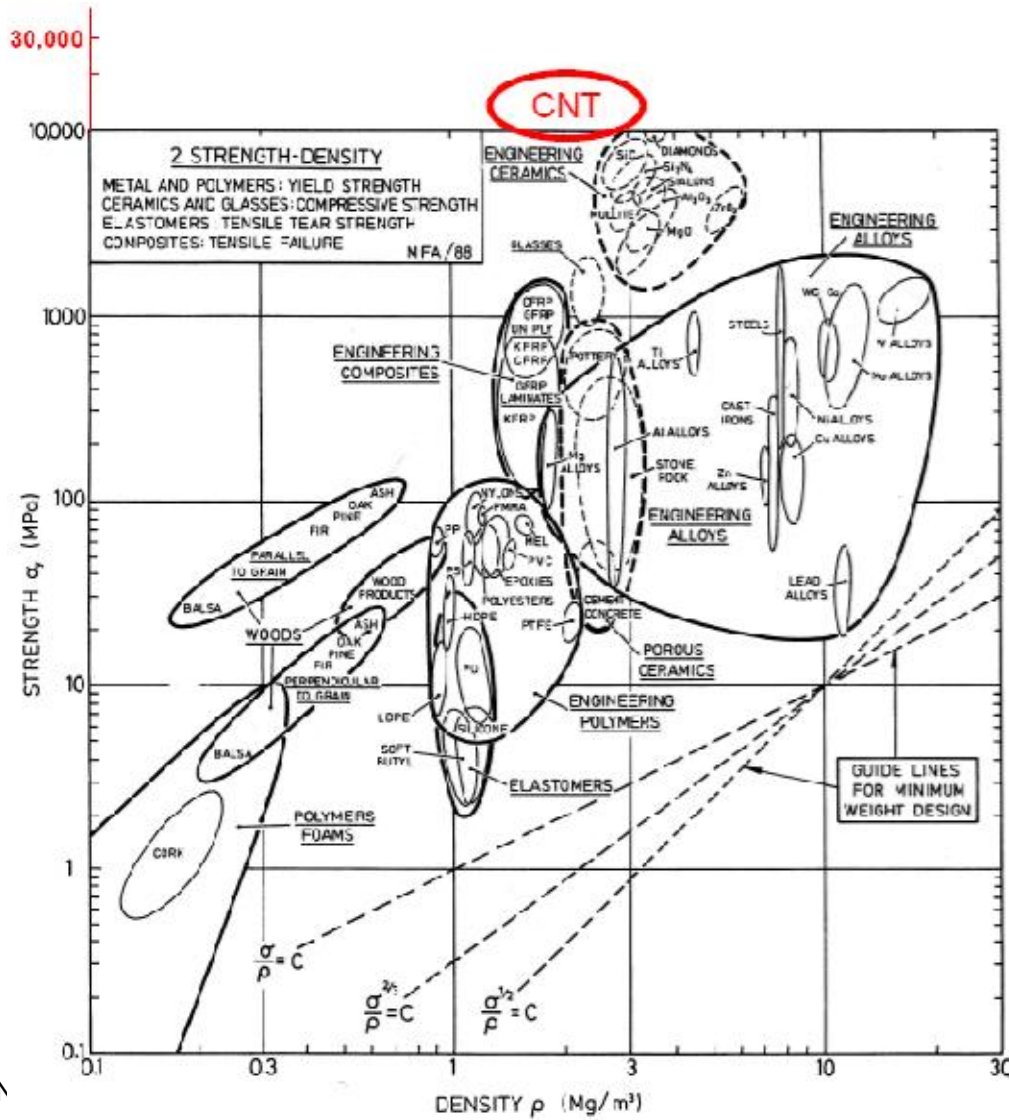 30,000
CNT
10,000
2 STRENGTH-DENSITY
METAL AND POLYMERS: YIELD STRENGTH
CERAMICS AND GLASSES: COMPRESSIVE STRENGTH
ELASTOMERS: TENSILE TEAR STRENGTH
COMPOSITES: TENSILE FAILURE
MFA/88
ENGINEERING
CERAMICS
DIAMONDS
SiC
Si₃N₄
SIALONS
Al₂O₃
ZrO₂
MULLITE
MgO
GLASSES
ENGINEERING
ALLOYS
1000
CFRP
GFRP
UNI PLY
KFRP
CFRP
GFRP
LAMINATES
KFRP
ENGINEERING
COMPOSITES
POTTERY
Ti
ALLOYS
STEELS
W ALLOYS
Mo ALLOYS
CAST
IRONS
Ni ALLOYS
Cu ALLOYS
Zn
ALLOYS
Al ALLOYS
Mg
ALLOYS
STONE,
ROCK
ENGINEERING
ALLOYS
100
ASH
OAK
PINE
FIR
PARALLEL
TO GRAIN
BALSA
WOOD
PRODUCTS
WOODS
NYLONS
PMMA
PP
MEL
PVC
PS
EPOXIES
POLYESTERS
HDPE
PTFE
CEMENT
CONCRETE
LEAD
ALLOYS
POROUS
CERAMICS
ASH
OAK
PINE
FIR
PERPENDICULAR
TO GRAIN
10
PU
LDPE
SILICONE
ENGINEERING
POLYMERS
BALSA
SOFT
BUTYL
ELASTOMERS
GUIDE LINES
FOR MINIMUM
WEIGHT DESIGN
POLYMERS
FOAMS
CORK
1
σ/ρ = C
σ^1/2/ρ = C
0.1
0.1 0.3 1 3 10 30
DENSITY ρ (Mg/m³)